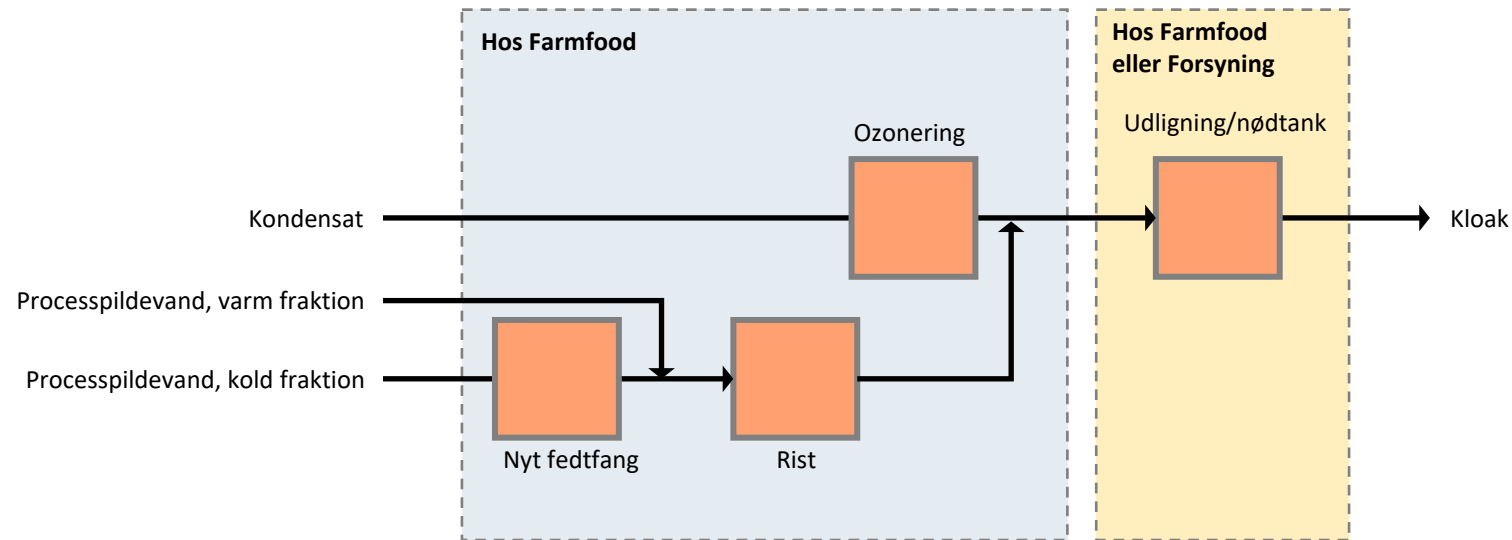 Hos Farmfood
Hos Farmfood
eller Forsyning
Ozonering
Udligning/nødtank
Kondensat
Kloak
Processpildevand, varm fraktion
Processpildevand, kold fraktion
Nyt fedtfang
Rist